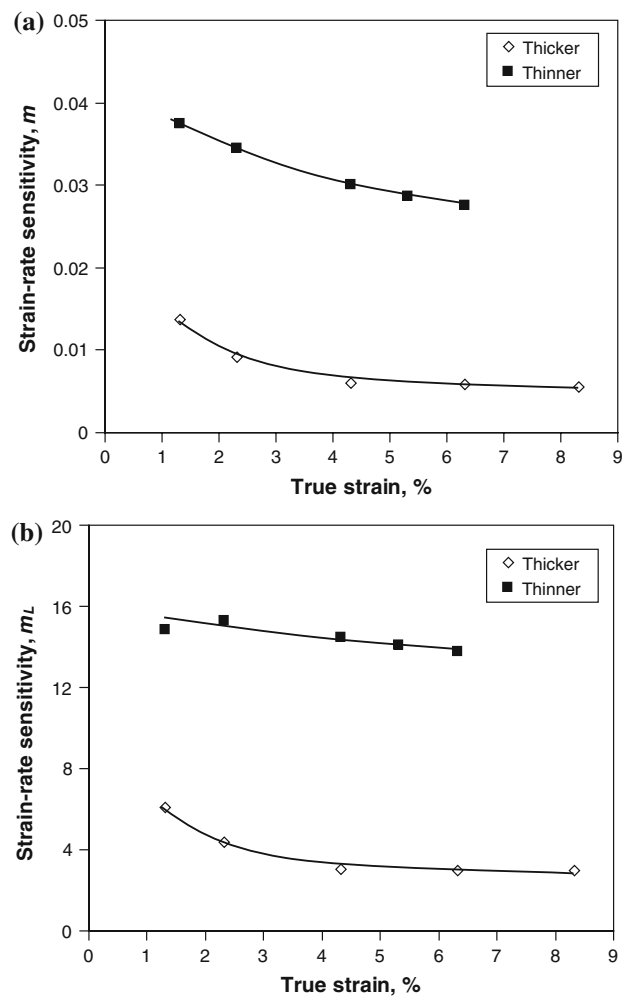 (a)
0.05
0.04
0.03
0.02
0.01
0
Strain-rate sensitivity, m
Thicker
Thinner
0 1 2 3 4 5 6 7 8 9
True strain, %
(b)
20
16
12
8
4
0
Strain-rate sensitivity, mL
Thicker
Thinner
0 1 2 3 4 5 6 7 8 9
True strain, %